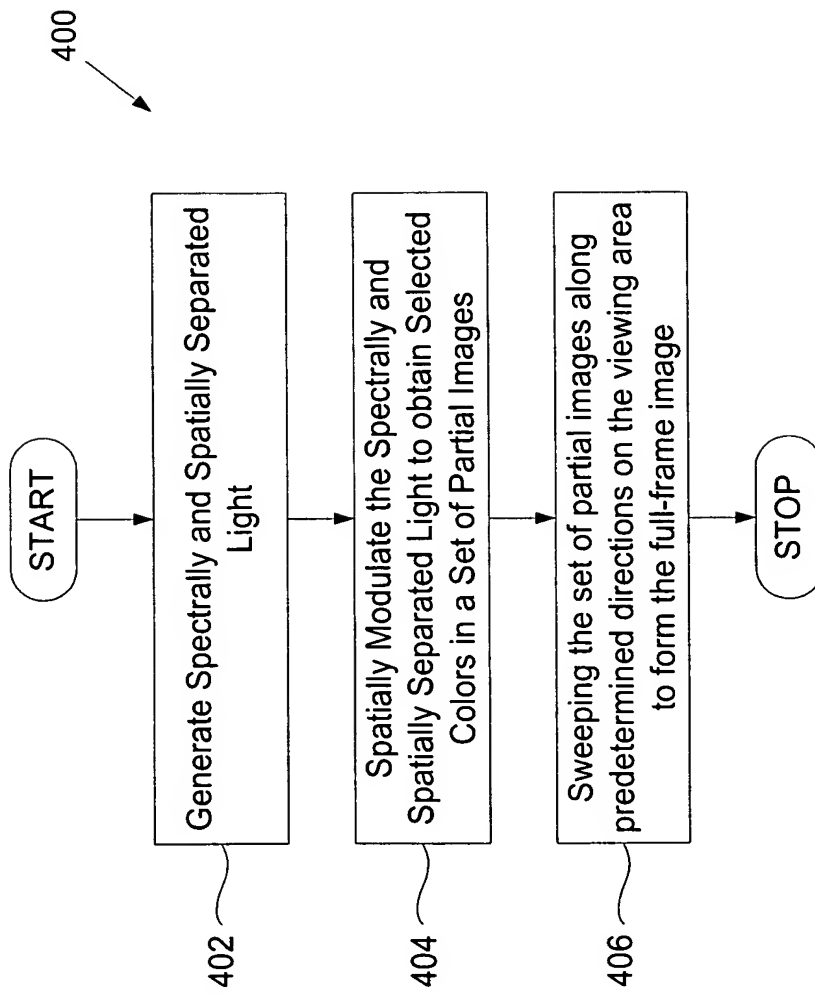 400
START
402
Generate Spectrally and Spatially Separated
Light
404
Spatially Modulate the Spectrally and
Spatially Separated Light to obtain Selected
Colors in a Set of Partial Images
406
Sweeping the set of partial images along
predetermined directions on the viewing area
to form the full-frame image
STOP